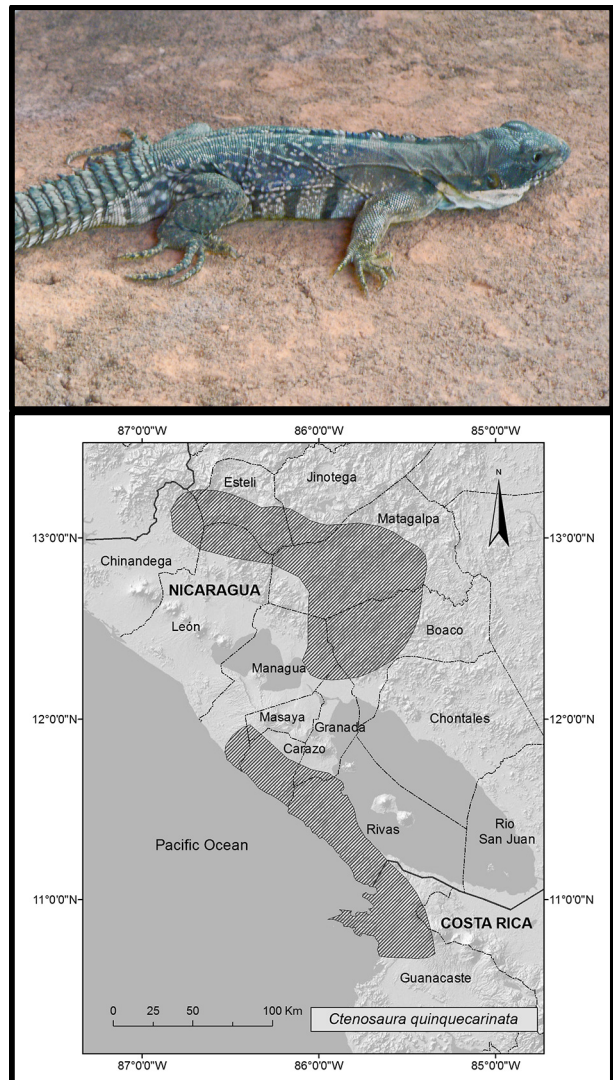 87°0'0"W 86°0'0"W 85°0'0"W
N
Estelí
Jinotega
Matagalpa
13°0'0"N 13°0'0"N
Chinandega
NICARAGUA
León
Boaco
Managua
12°0'0"N 12°0'0"N
Masaya
Granada
Chontales
Carazo
Rivas
Rio
San Juan
Pacific Ocean
11°0'0"N 11°0'0"N
COSTA RICA
Guanacaste
0 25 50 100 Km
Ctenosaura quinquecarinata
87°0'0"W 86°0'0"W 85°0'0"W